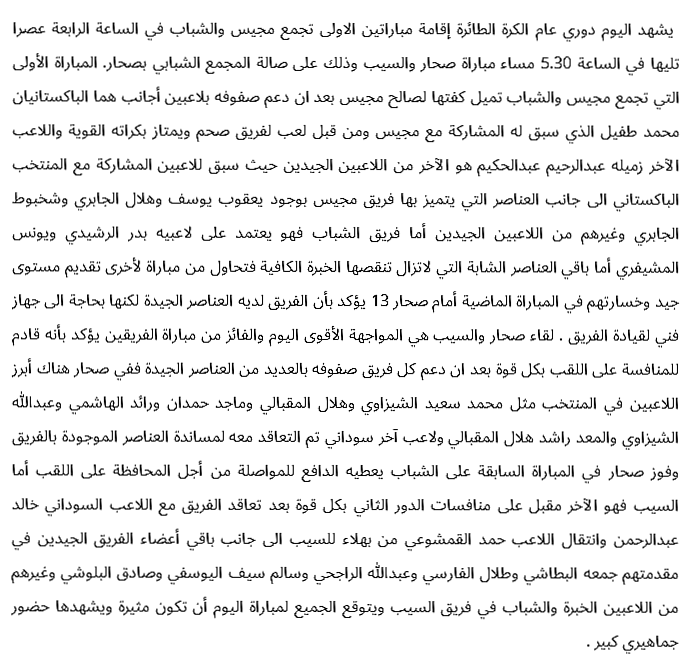 يشهد اليوم دوري عام الكرة الطائرة إقامة مباراتين الاولى تجمع مجيس والشباب في الساعة الرابعة عصرا
تليها في الساعة 5.30 مساء مباراة صحار والسيب وذلك على صالة المجمع الشبابي بصحار. المباراة الأولى
التي تجمع مجيس والشباب تميل كفتها لصالح مجيس بعد ان دعم صفوفه بلاعبين أجانب هما الباكستانيان
محمد طفيل الذي سبق له المشاركة مع مجيس ومن قبل لعب لفريق صحم ويمتاز بكراته القوية واللاعب
الآخر زميله عبدالرحيم عبدالحكيم هو الآخر من اللاعبين الجيدين حيث سبق للاعبين المشاركة مع المنتخب
الباكستاني الى جانب العناصر التي يتميز بها فريق مجيس بوجود يعقوب يوسف وهلال الجابري وشخبوط
الجابري وغيرهم من اللاعبين الجيدين أما فريق الشباب فهو يعتمد على لاعبيه بدر الرشيدي ويونس
المشيفري أما باقي العناصر الشابة التي لاتزال تنقصها الخبرة الكافية فتحاول من مباراة لأخرى تقديم مستوى
جيد وخسارتهم في المباراة الماضية أمام صحار 13 يؤكد بأن الفريق لديه العناصر الجيدة لكنها بحاجة الى جهاز
فني لقيادة الفريق . لقاء صحار والسيب هي المواجهة الأقوى اليوم والفائز من مباراة الفريقين يؤكد بأنه قادم
للمنافسة على اللقب بكل قوة بعد ان دعم كل فريق صفوفه بالعديد من العناصر الجيدة ففي صحار هناك أبرز
اللاعبين في المنتخب مثل محمد سعيد الشيزاوي وهلال المقبالي وماجد حمدان ورائد الهاشمي وعبدالله
الشيزاوي والمعد راشد هلال المقبالي ولاعب آخر سوداني تم التعاقد معه لمساندة العناصر الموجودة بالفريق
وفوز صحار في المباراة السابقة على الشباب يعطيه الدافع للمواصلة من أجل المحافظة على اللقب أما
السيب فهو الآخر مقبل على منافسات الدور الثاني بكل قوة بعد تعاقد الفريق مع اللاعب السوداني خالد
عبدالرحمن وانتقال اللاعب حمد القمشوعي من بهلاء للسيب الى جانب باقي أعضاء الفريق الجيدين في
مقدمتهم جمعه البطاشي وطلال الفارسي وعبدالله الراجحي وسالم سيف اليوسفي وصادق البلوشي وغيرهم
من اللاعبين الخبرة والشباب في فريق السيب ويتوقع الجميع لمباراة اليوم أن تكون مثيرة ويشهدها حضور
جماهيري كبير .